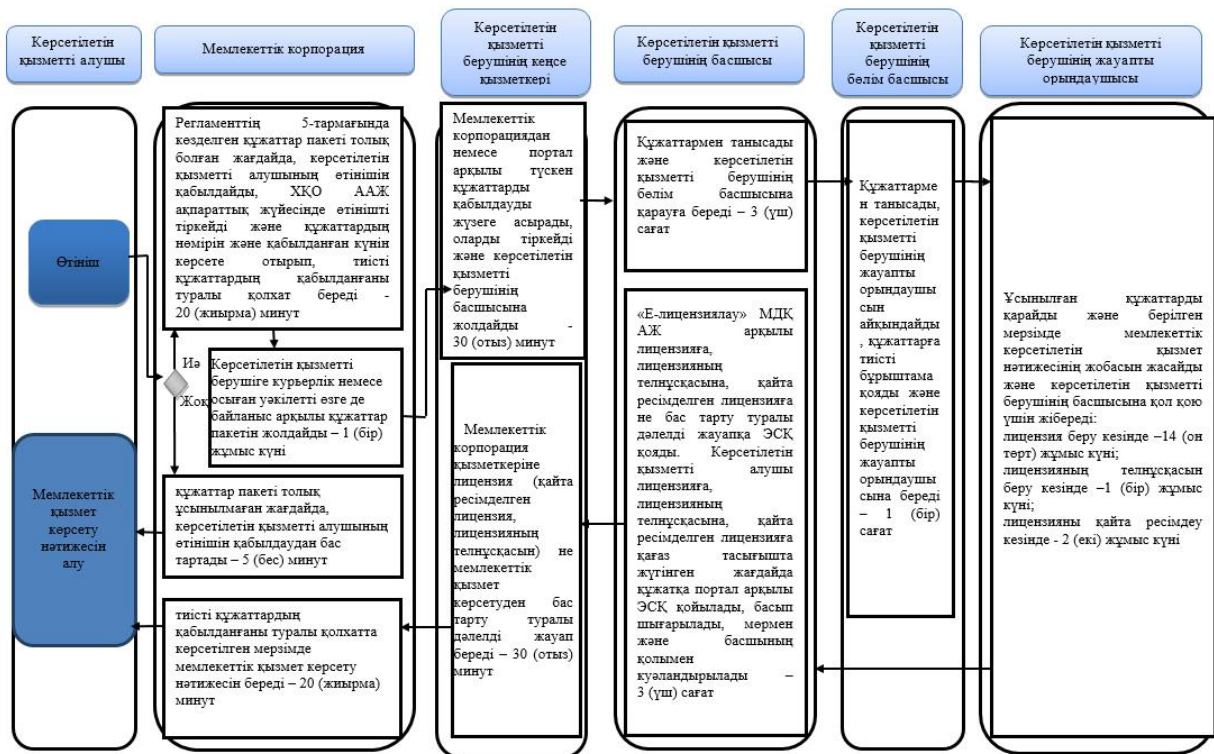 Көрсетілетін
қызметті алушы
Мемлекеттік корпорация
Көрсетілетін
қызметті
берушінің кеңсе
қызметкері
Көрсетілетін қызметті
берушінің басшысы
Көрсетілетін
қызметті
берушінің
бөлім басшысы
Көрсетілетін қызметті
берушінің жауапты
орындаушысы
Өтініш
Мемлекеттік
қызмет
көрсету
нәтижесін
алу
Регламенттің 5-тармағында
көзделген құжаттар пакеті толық
болған жағдайда, көрсетілетін
қызметті алушының өтінішін
қабылдайды, ХҚО ААЖ
ақпараттық жүйесінде өтінішті
тіркейді және құжаттардың
нөмірін және қабылданған күнін
көрсете отырып, тиісті
құжаттардың қабылданғаны
туралы қолхат береді -
20 (жиырма) минут
Иә
Жоқ
Көрсетілетін қызметті
берушіге курьерлік немесе
осыған уәкілетті өзге де
байланыс арқылы құжаттар
пакетін жолдайды – 1 (бір)
жұмыс күні
құжаттар пакеті толық
ұсынылмаған жағдайда,
көрсетілетін қызметті алушының
өтінішін қабылдаудан бас
тартады – 5 (бес) минут
тиісті құжаттардың
қабылданғаны туралы қолхатта
көрсетілген мерзімде
мемлекеттік қызмет көрсету
нәтижесін береді – 20 (жиырма)
минут
Мемлекеттік
корпорациядан
немесе портал
арқылы түскен
құжаттарды
қабылдауды
жүзеге асырады,
оларды тіркейді
және көрсетілетін
қызметті
берушінің
басшысына
жолдайды -
30 (отыз) минут
Мемлекеттік
корпорация
қызметкеріне
лицензия (қайта
ресімделген
лицензия,
лицензияның
телнұсқасын) не
мемлекеттік
қызмет
көрсетуден бас
тарту туралы
дәлелді жауап
береді – 30 (отыз)
минут
Құжаттармен танысады
және көрсетілетін
қызметті берушінің
бөлім басшысына
қарауға береді – 3 (үш)
сағат
«Е-лицензиялау» МДҚ
АЖ арқылы
лицензияға,
лицензияның
телнұсқасына, қайта
ресімделген лицензияға
не бас тарту туралы
дәлелді жауапқа ЭСҚ
қояды. Көрсетілетін
қызметті алушы
лицензияға,
лицензияның
телнұсқасына, қайта
ресімделген лицензияға
қағаз тасығышта
жүгінген жағдайда
құжатқа портал арқылы
ЭСҚ қойылады, басып
шығарылады, мөрмен
және басшының
қолымен
куәландырылады –
3 (үш) сағат
Құжаттарме
н танысады,
көрсетілетін
қызметті
берушінің
жауапты
орындаушы
сын
айқындайды
, құжаттарға
тиісті
бұрыштама
қояды және
көрсетілетін
қызметті
берушінің
жауапты
орындаушы
сына береді
– 1 (бір)
сағат
Ұсынылған құжаттарды
қарайды және берілген
мерзімде мемлекеттік
көрсетілетін қызмет
нәтижесінің жобасын жасайды
және көрсетілетін қызметті
берушінің басшысына қол қою
үшін жібереді:
лицензия беру кезінде –14 (он
төрт) жұмыс күні;
лицензияның телнұсқасын
беру кезінде –1 (бір) жұмыс
күні;
лицензияны қайта ресімдеу
кезінде - 2 (екі) жұмыс күні